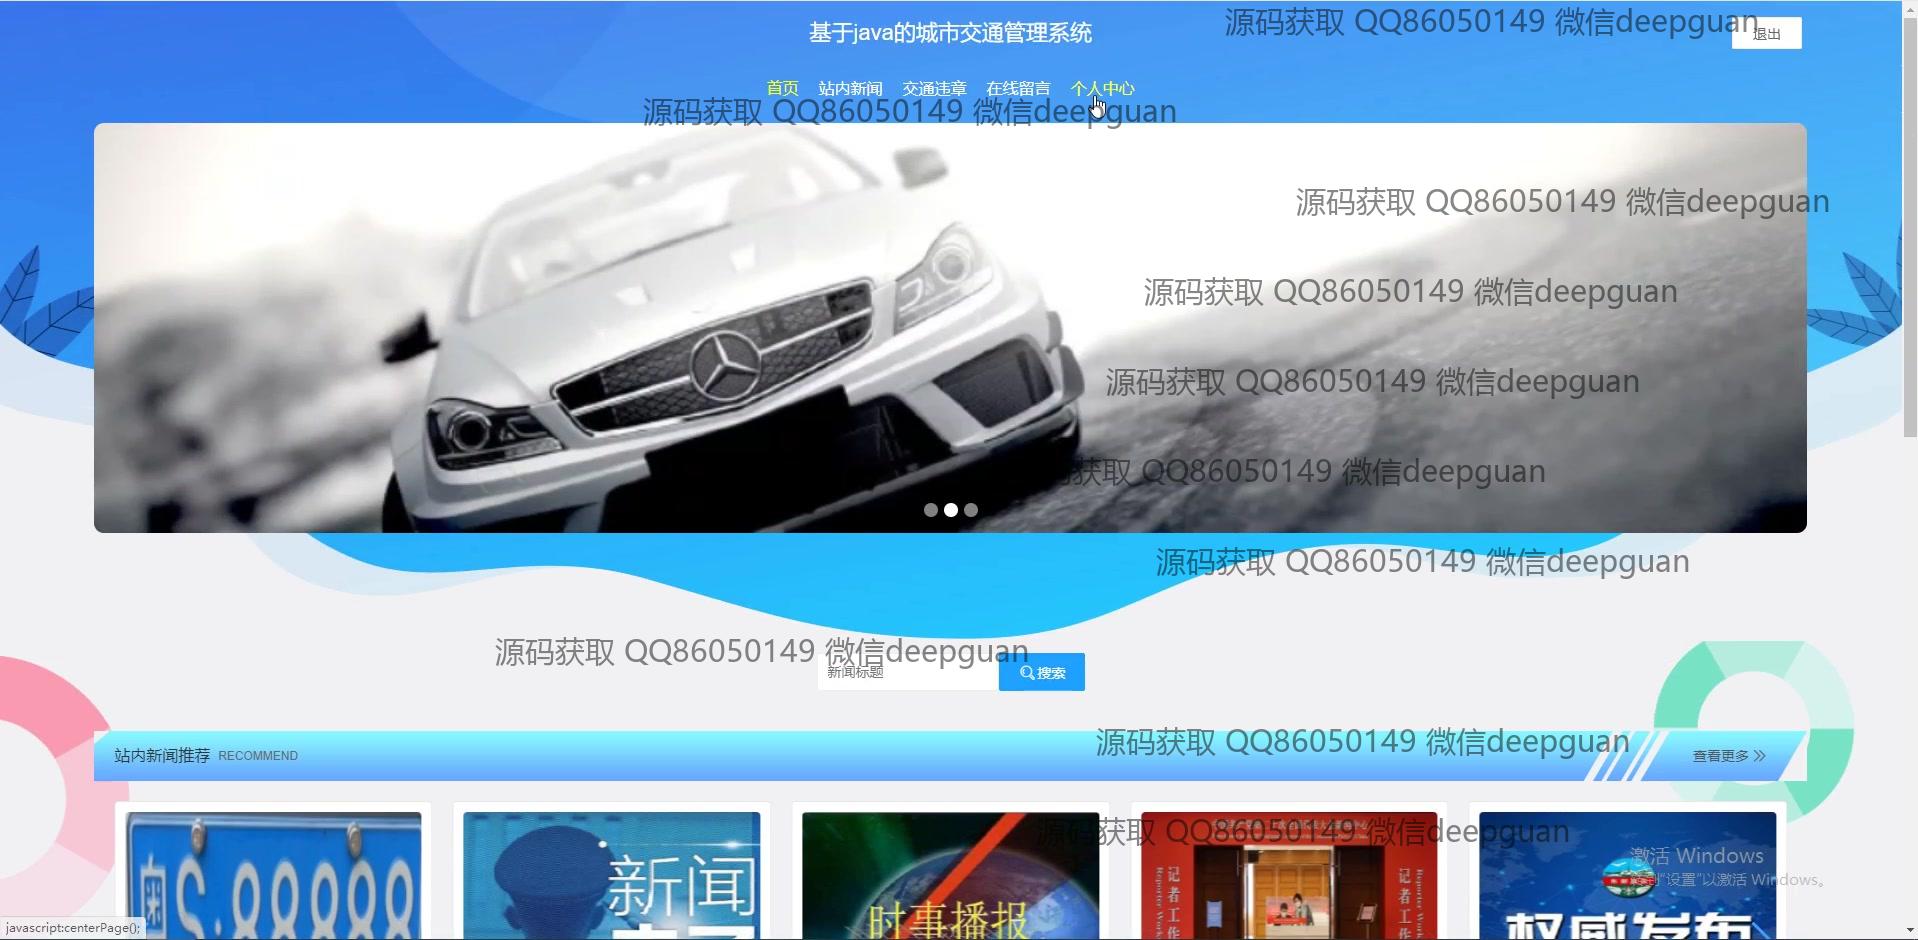 基于java的城市交通管理系统
源码获取 QQ86050149 微信deepguan
退出
首页 站内新闻 交通违章 在线留言 个人中心
源码获取 QQ86050149 微信deepguan
源码获取 QQ86050149 微信deepguan
源码获取 QQ86050149 微信deepguan
源码获取 QQ86050149 微信deepguan
获取 QQ86050149 微信deepguan
源码获取 QQ86050149 微信deepguan
源码获取 QQ86050149 微信deepguan
新闻标题
搜索
源码获取 QQ86050149 微信deepguan
站内新闻推荐 RECOMMEND
查看更多
源码获取 QQ86050149 微信deepguan
粤
88888
新闻
时事播报
记者工作
记者工作
权威发布
激活 Windows
到"设置"以激活 Windows。
javascript:centerPage();